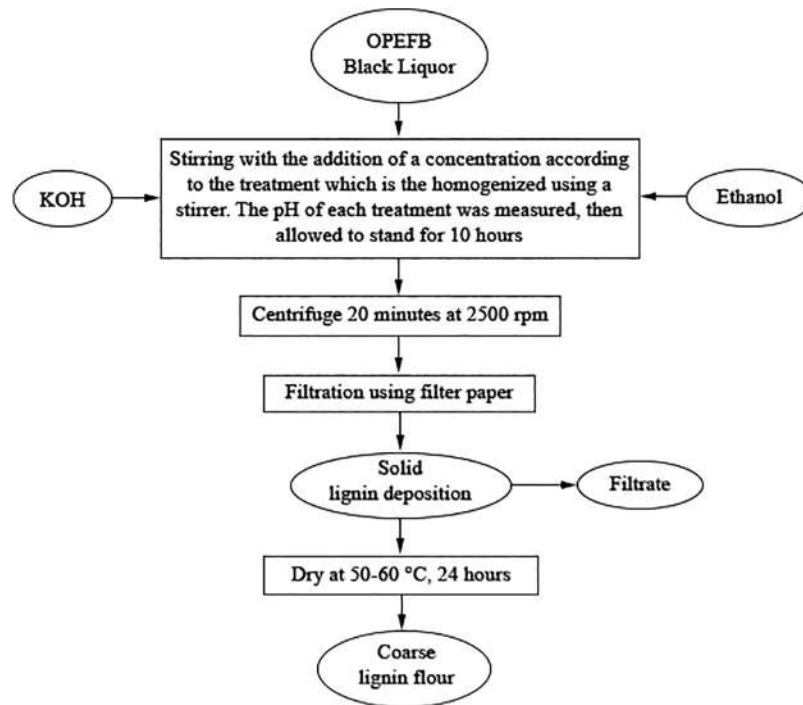 OPEFB
Black Liquor
Stirring with the addition of a concentration according
to the treatment which is the homogenized using a
stirrer. The pH of each treatment was measured, then
allowed to stand for 10 hours
KOH
Ethanol
Centrifuge 20 minutes at 2500 rpm
Filtration using filter paper
Solid
lignin deposition
Filtrate
Dry at 50-60 °C, 24 hours
Coarse
lignin flour